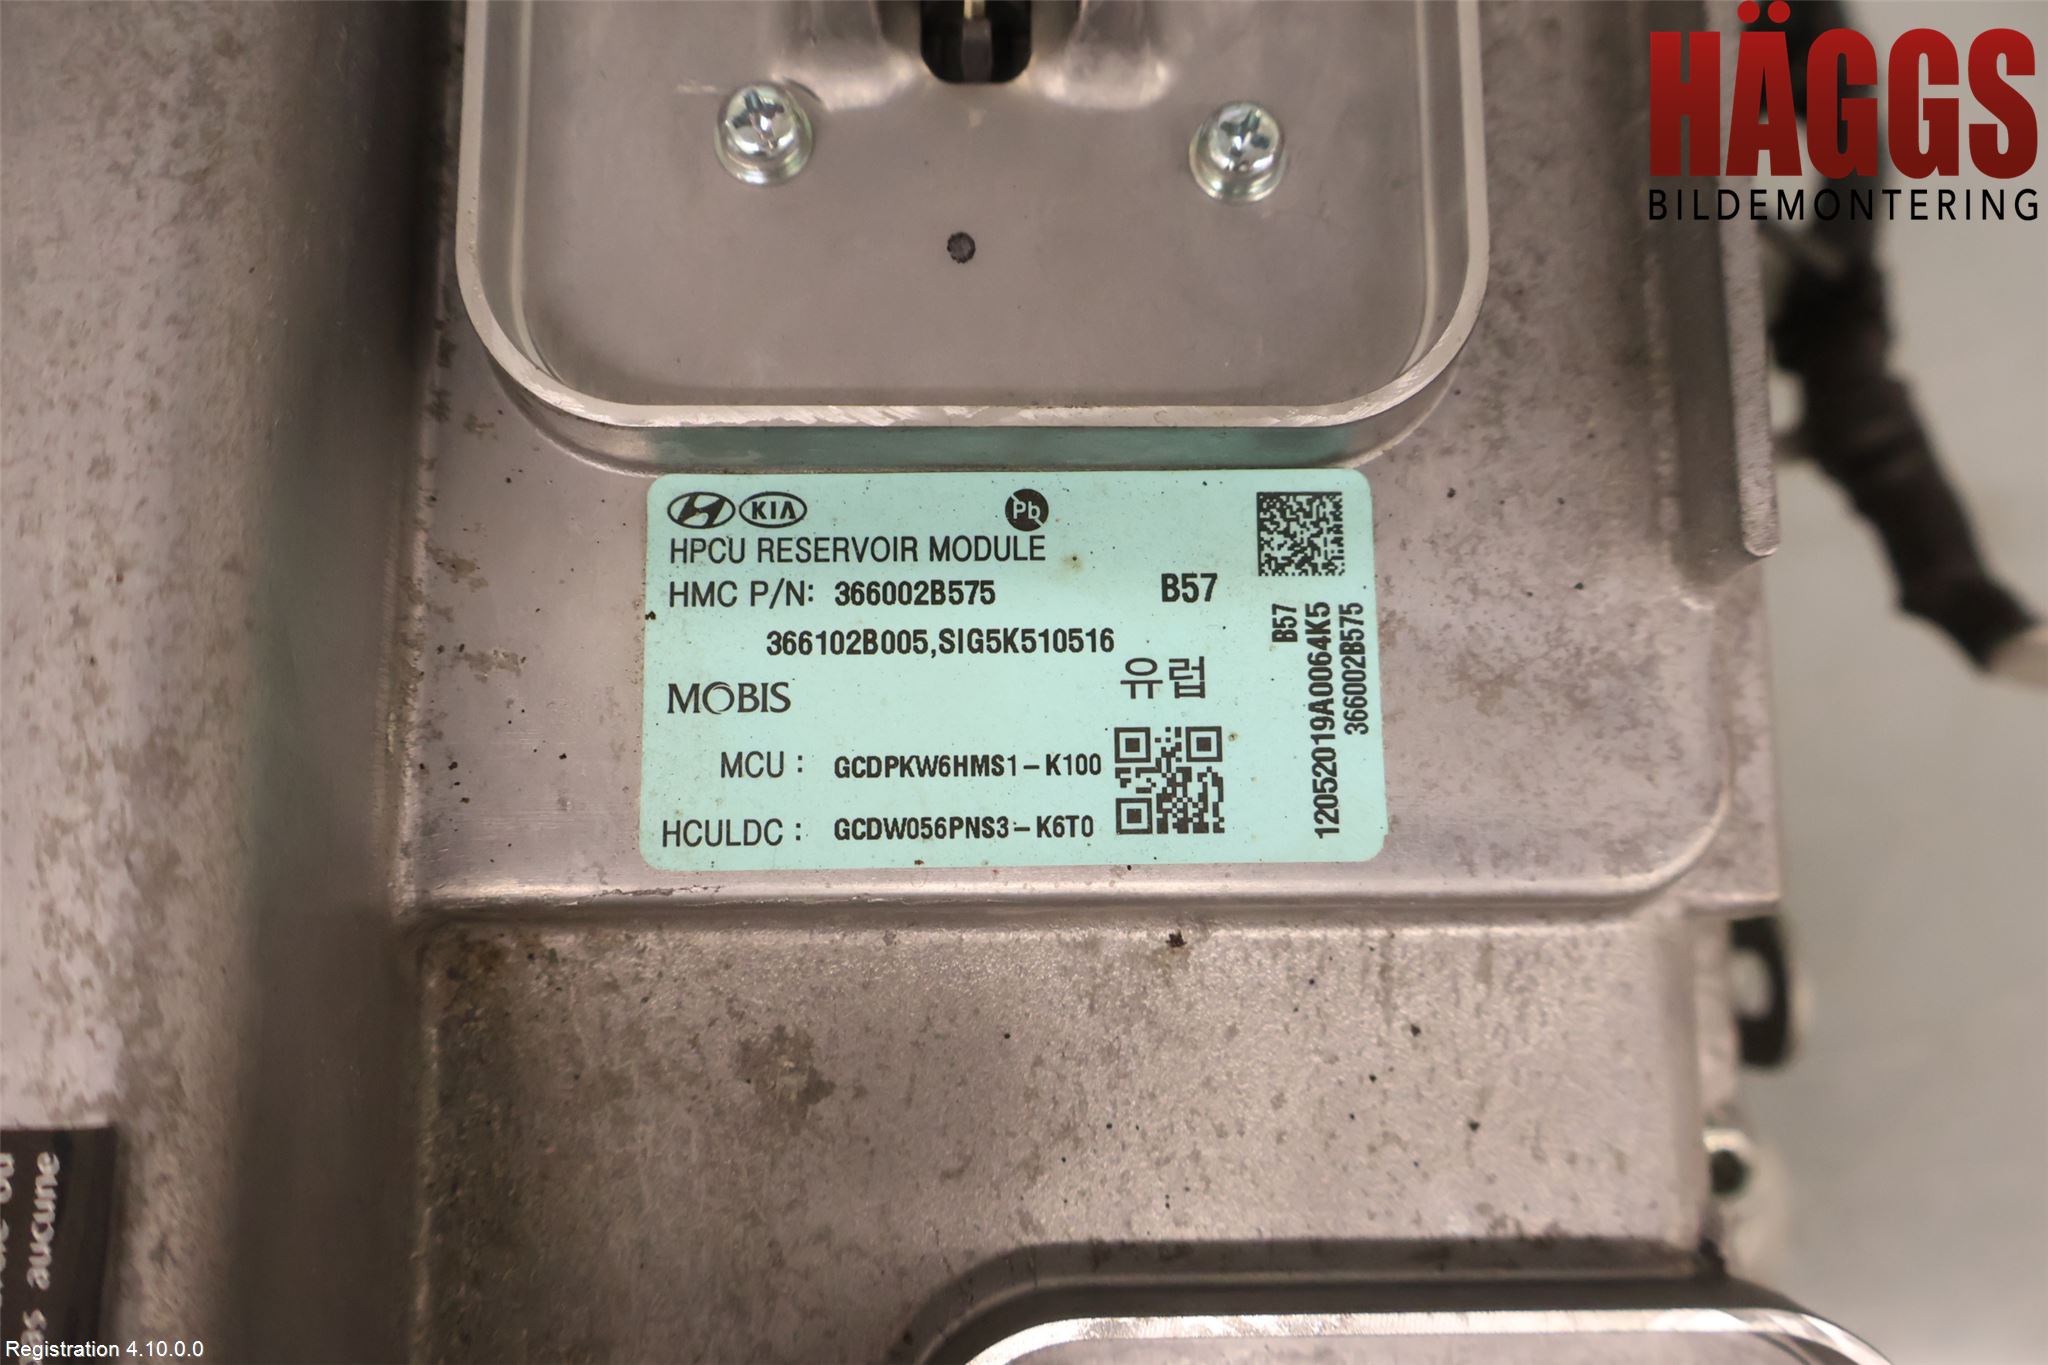 HÄGGS
BILDEMONTERING
KIA
Pb
HPCU RESERVOIR MODULE
HMC P/N: 366002B575
B57
366102B005,SIG5K510516
MOBIS
유럽
MCU : GCDPKW6HMS1-K100
HCULDC : GCDW056PNS3-K6T0
B57
12052019A0064K5
366002B575
aucune
Registration 4.10.0.0